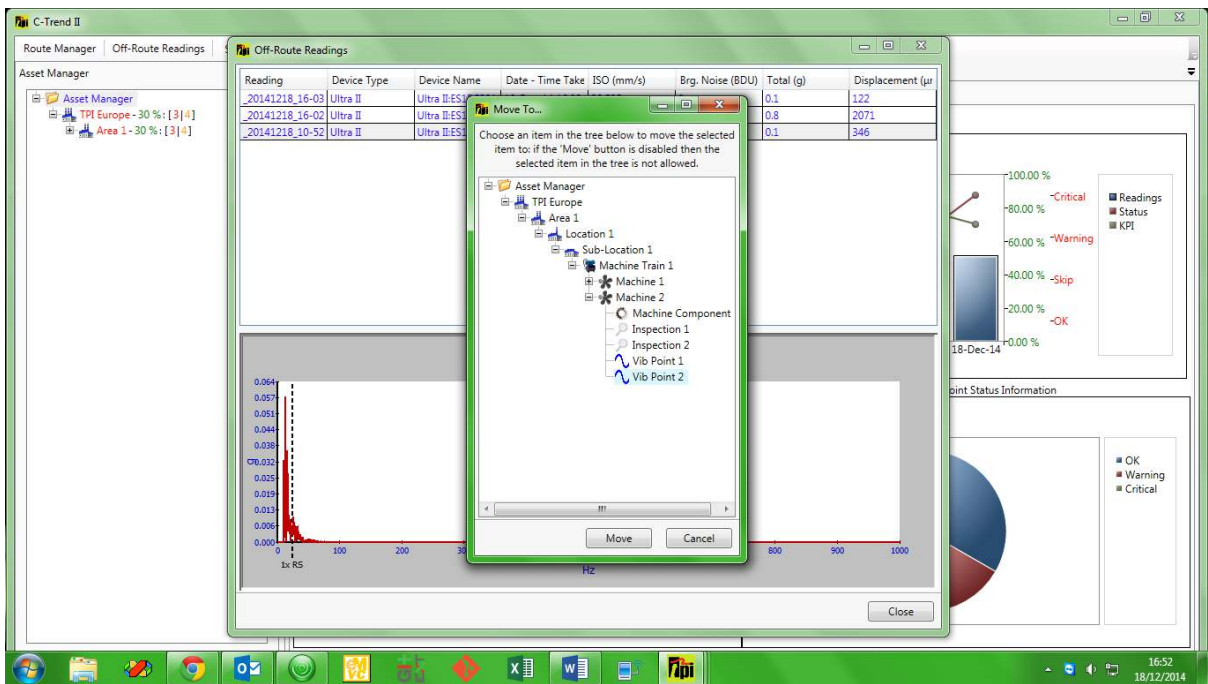 C-Trend II
Route Manager
Off-Route Readings
Asset Manager
Asset Manager
TPI Europe - 30 %: [3|4]
Area 1 - 30 %: [3|4]
Off-Route Readings
Reading Device Type Device Name Date - Time Take ISO (mm/s) Brg. Noise (BDU) Total (g) Displacement (µr
_20141218_16-03 Ultra II 0.1 122
_20141218_16-02 Ultra II 0.8 2071
_20141218_10-52 Ultra II 0.1 346
Move To...
Choose an item in the tree below to move the selected
item to: if the 'Move' button is disabled then the
selected item in the tree is not allowed.
Asset Manager
TPI Europe
Area 1
Location 1
Sub-Location 1
Machine Train 1
Machine 1
Machine 2
Machine Component
Inspection 1
Inspection 2
Vib Point 1
Vib Point 2
Move Cancel
0.064
0.057
0.051
0.044
0.038
0.032
0.025
0.019
0.013
0.006
0.000
g
0 100 200 30 800 900 1000
1x RS
Hz
Close
100.00 %
80.00 %
60.00 %
40.00 %
20.00 %
0.00 %
Critical
Warning
Skip
OK
18-Dec-14
Readings
Status
KPI
oint Status Information
OK
Warning
Critical
tpi
16:52
18/12/2014